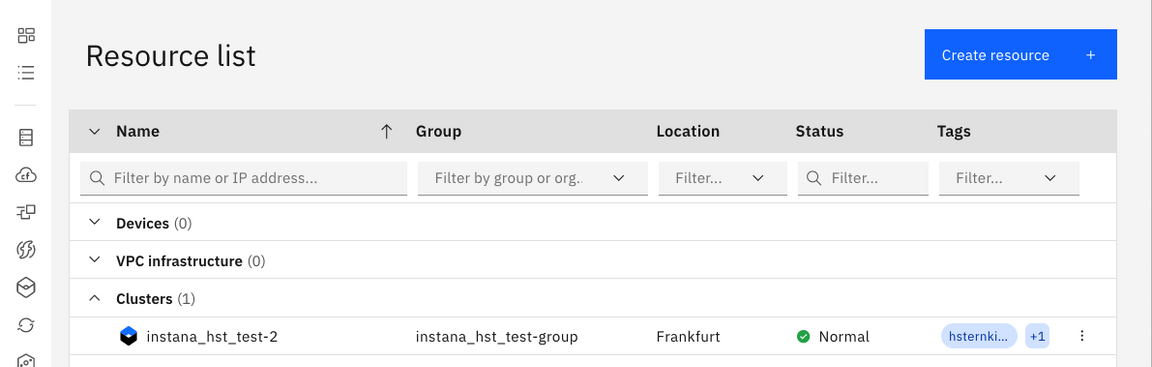 Resource list
Create resource +
Name Group Location Status Tags
Filter by name or IP address... Filter by group or org.. Filter... Filter... Filter...
Devices (0)
VPC infrastructure (0)
Clusters (1)
instana_hst_test-2 instana_hst_test-group Frankfurt Normal hsternki... +1